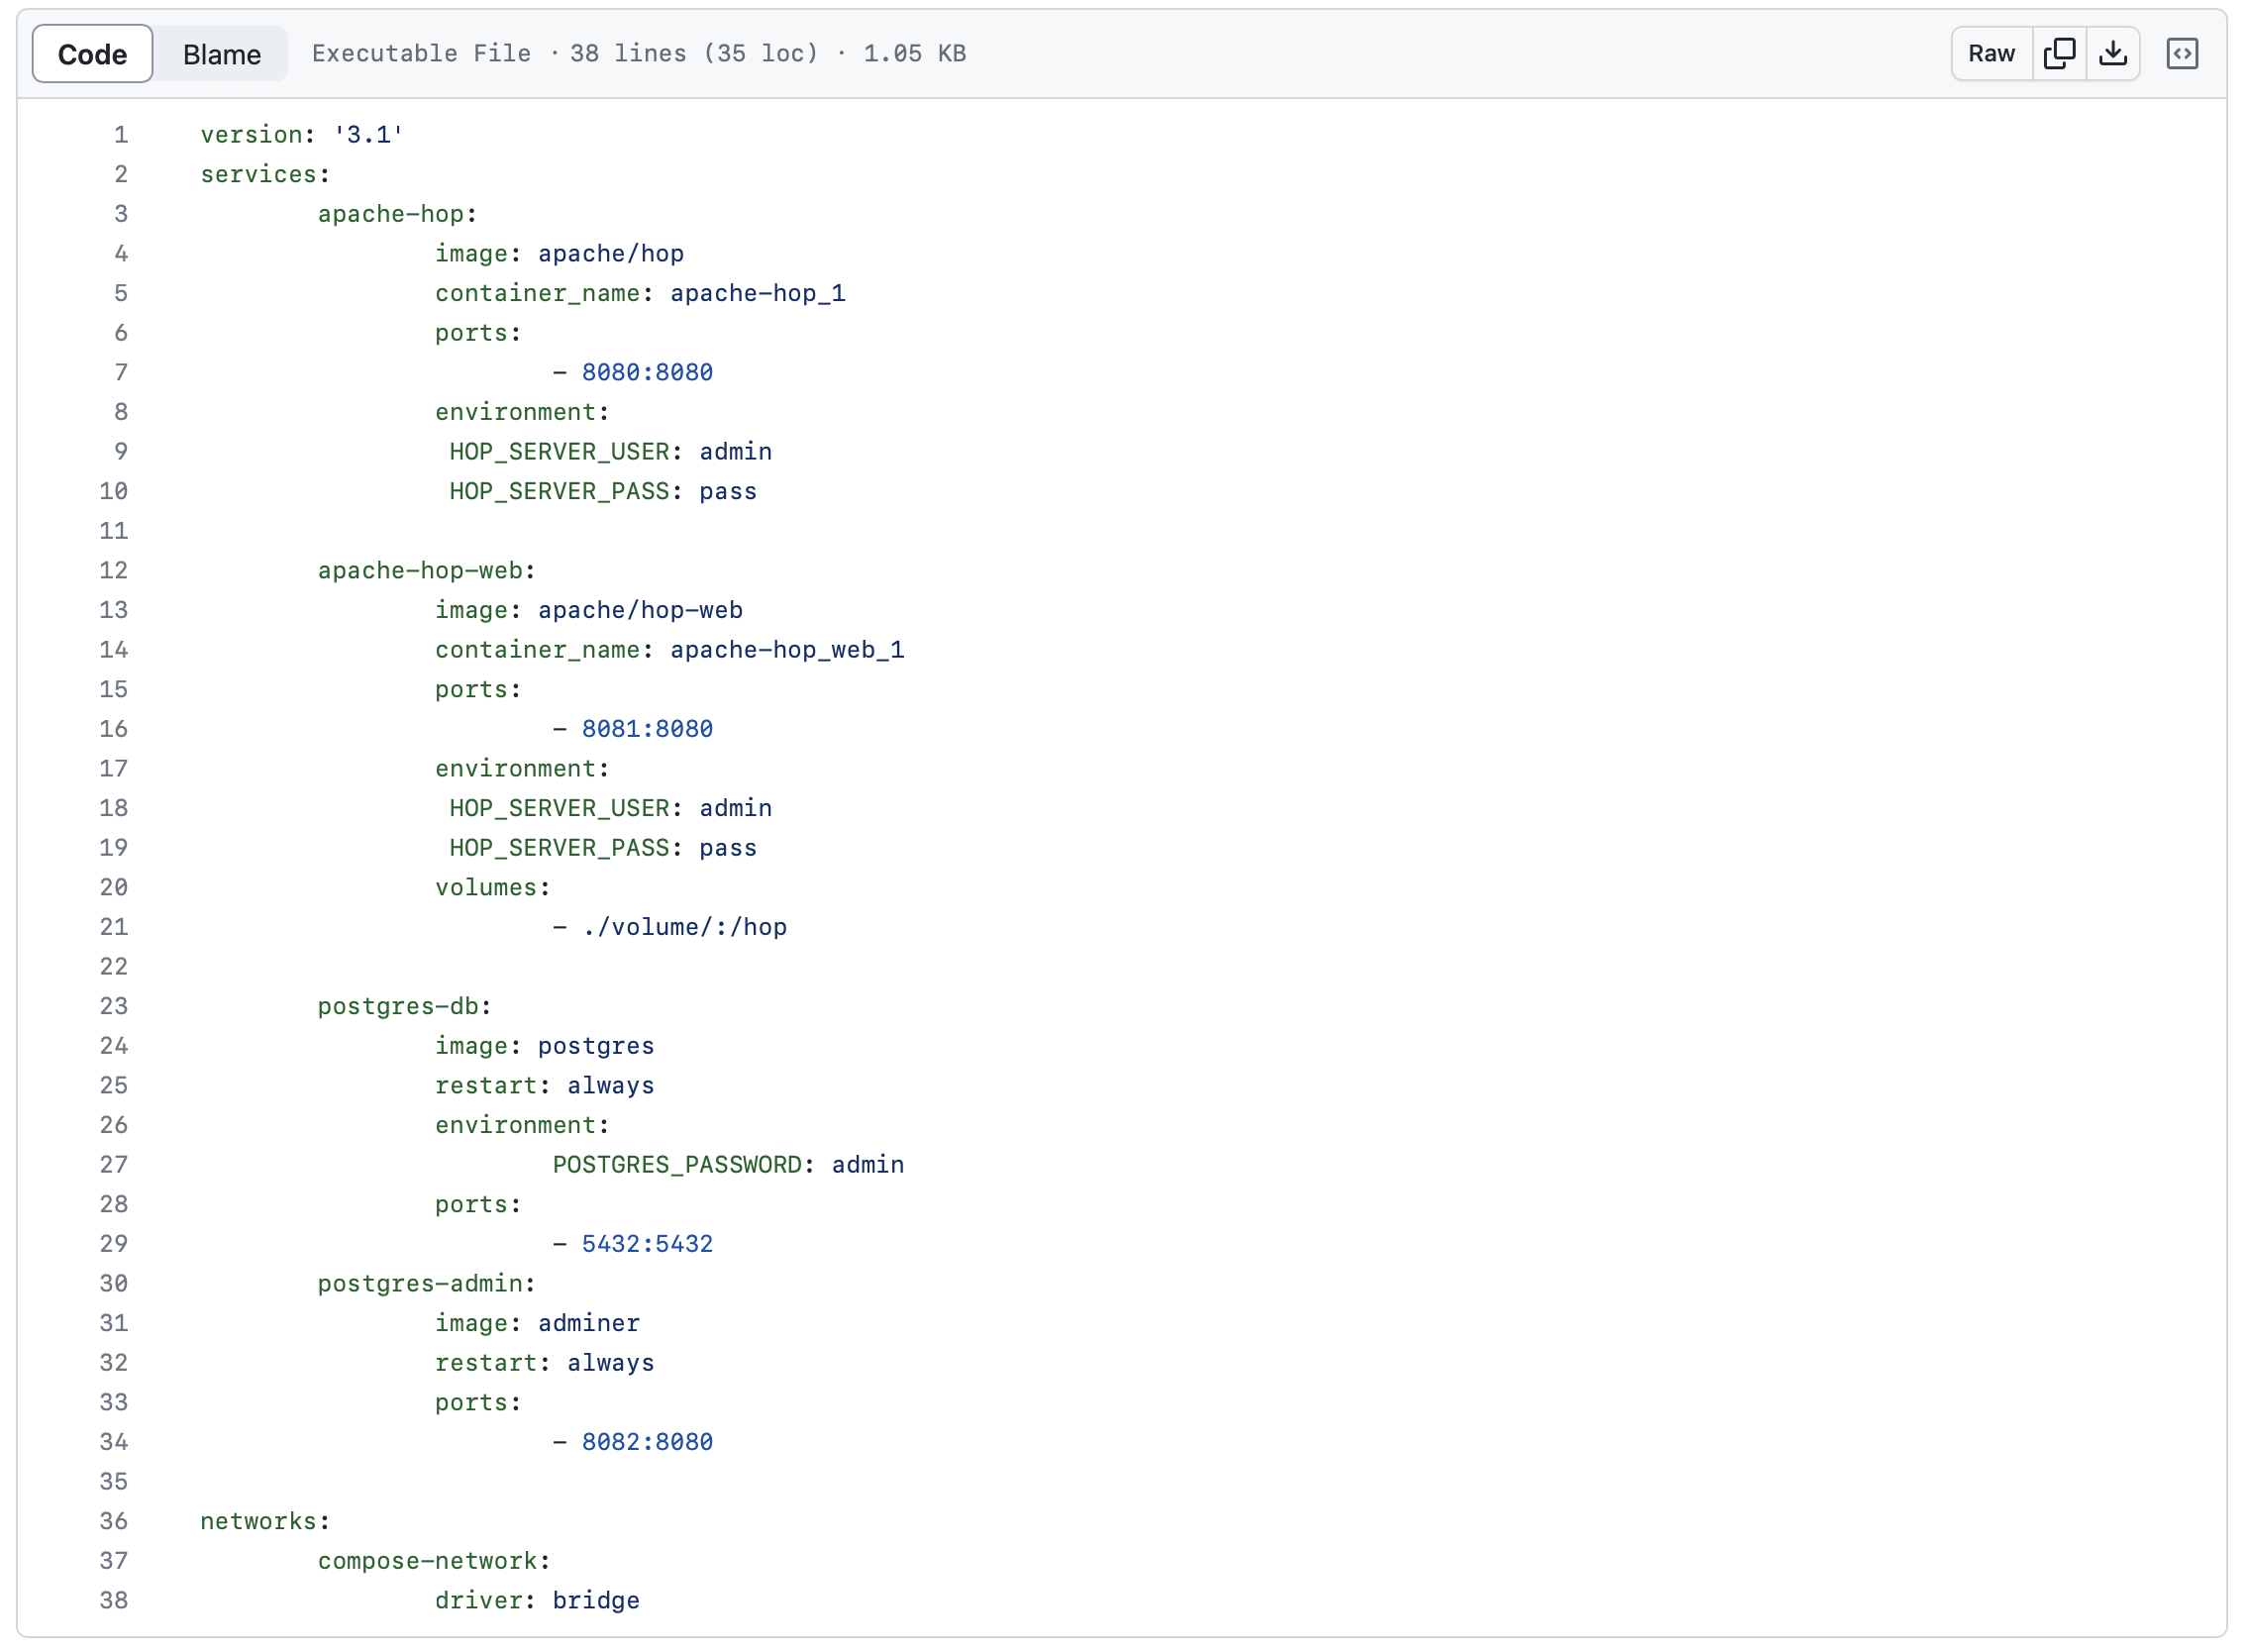 Code Blame Executable File · 38 lines (35 loc) · 1.05 KB Raw
1 version: '3.1'
2 services:
3 apache-hop:
4 image: apache/hop
5 container_name: apache-hop_1
6 ports:
7 - 8080:8080
8 environment:
9 HOP_SERVER_USER: admin
10 HOP_SERVER_PASS: pass
11
12 apache-hop-web:
13 image: apache/hop-web
14 container_name: apache-hop_web_1
15 ports:
16 - 8081:8080
17 environment:
18 HOP_SERVER_USER: admin
19 HOP_SERVER_PASS: pass
20 volumes:
21 - ./volume/:/hop
22
23 postgres-db:
24 image: postgres
25 restart: always
26 environment:
27 POSTGRES_PASSWORD: admin
28 ports:
29 - 5432:5432
30 postgres-admin:
31 image: adminer
32 restart: always
33 ports:
34 - 8082:8080
35
36 networks:
37 compose-network:
38 driver: bridge